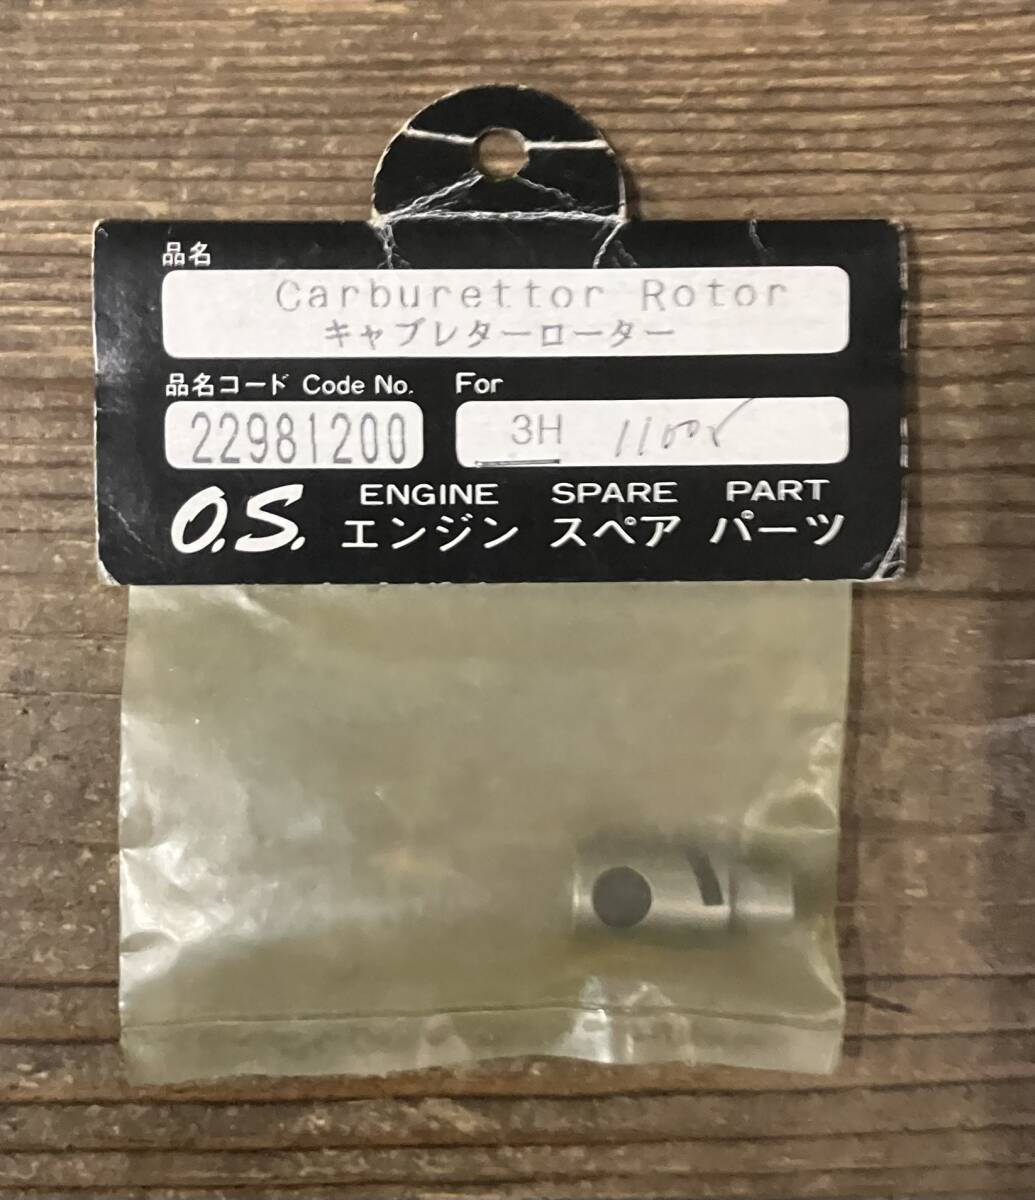 品名
Carburettor Rotor
キャブレターローター
品名コード Code No. For
22981200 3H 1100
O.S. ENGINE SPARE PART
エンジン スペア パーツ